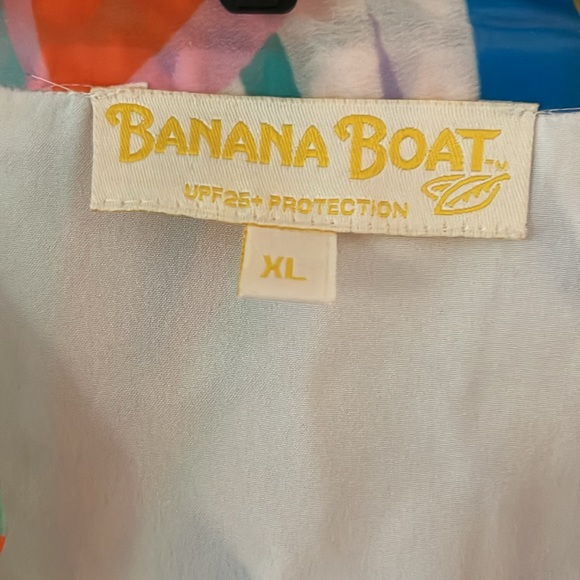 BANANA BOAT™
UPF25+ PROTECTION
XL